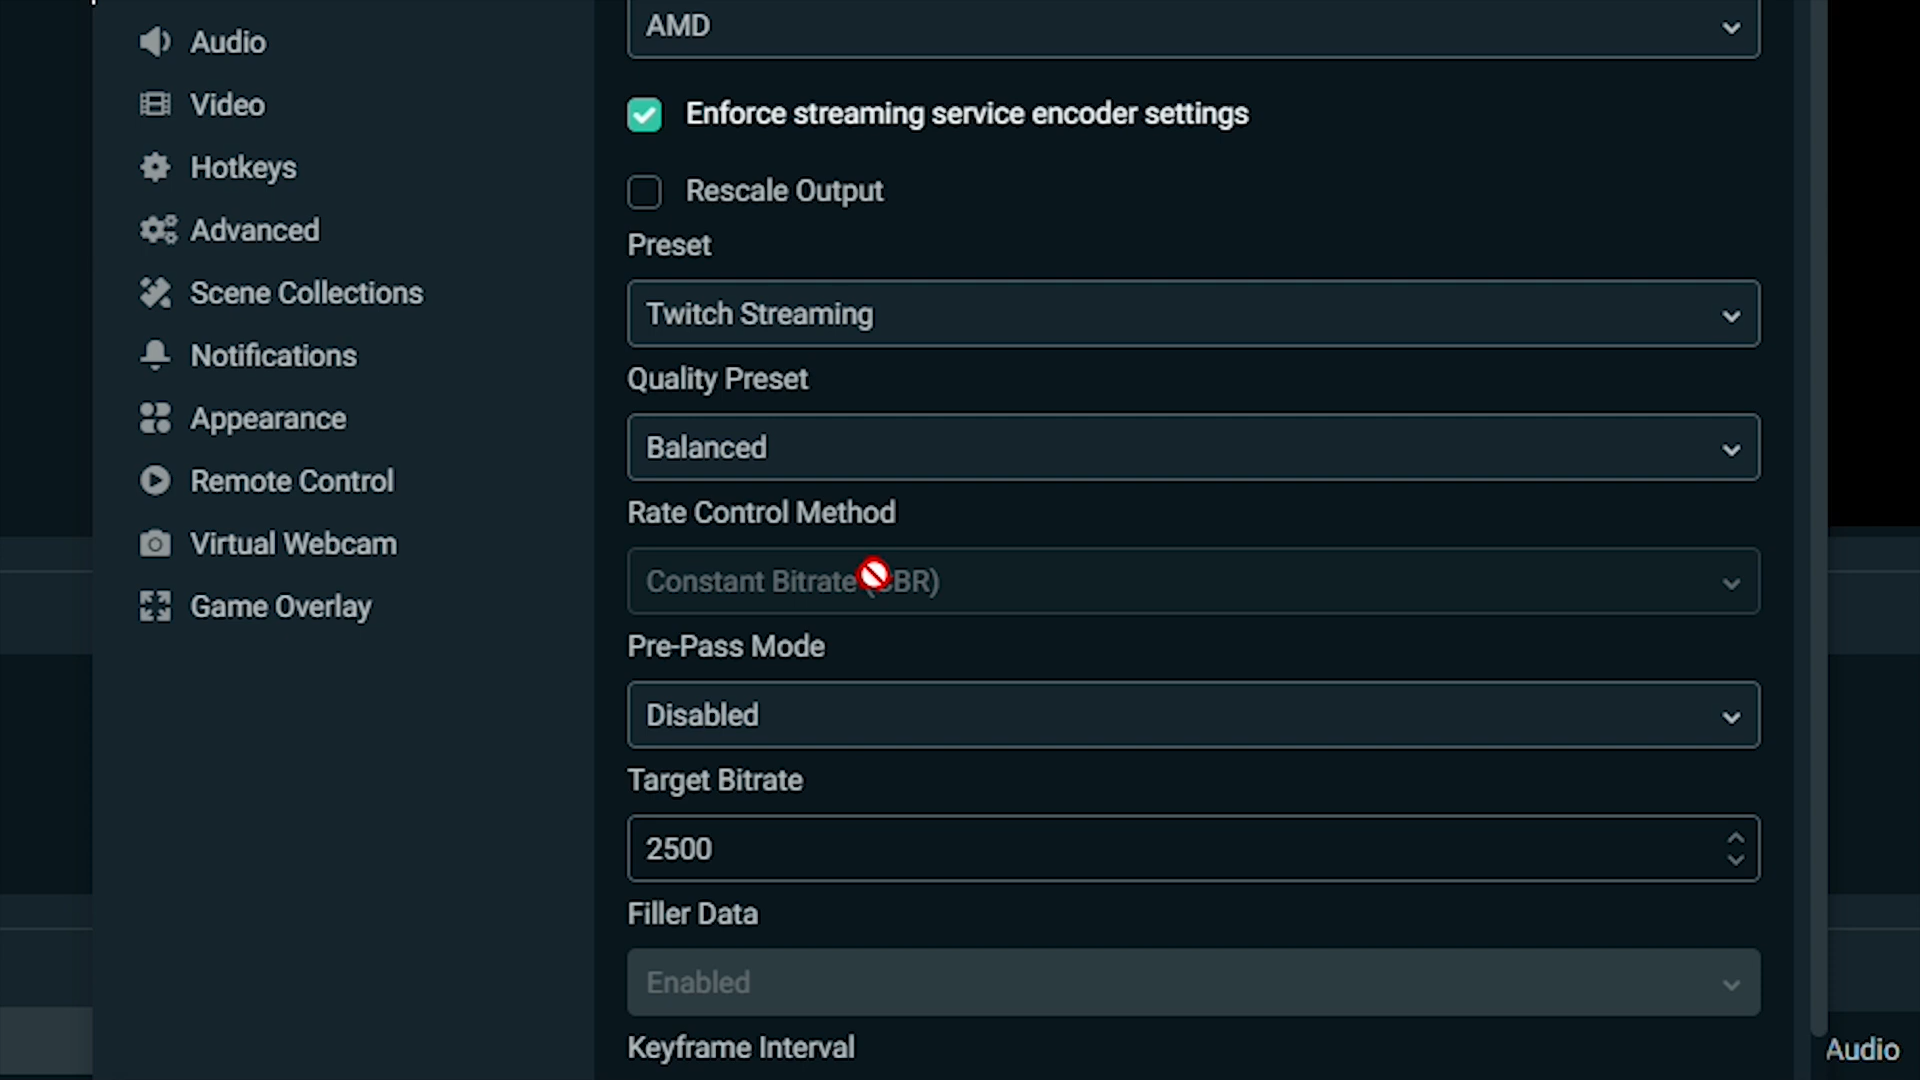 Audio
Video
Hotkeys
Advanced
Scene Collections
Notifications
Appearance
Remote Control
Virtual Webcam
Game Overlay
AMD
Enforce streaming service encoder settings
Rescale Output
Preset
Twitch Streaming
Quality Preset
Balanced
Rate Control Method
Constant Bitrate (CBR)
Pre-Pass Mode
Disabled
Target Bitrate
2500
Filler Data
Enabled
Keyframe Interval
Audio